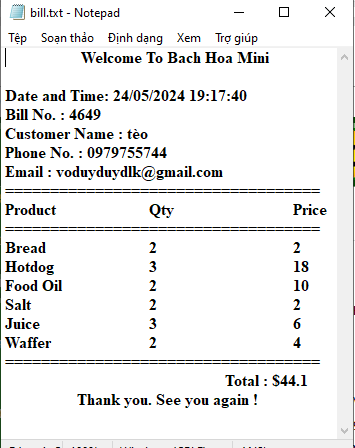 bill.txt - Notepad
Tệp Soạn thảo Định dạng Xem Trợ giúp
Welcome To Bach Hoa Mini
Date and Time: 24/05/2024 19:17:40
Bill No. : 4649
Customer Name : tèo
Phone No. : 0979755744
Email : voduyduydlk@gmail.com
===================================
Product Qty Price
===================================
Bread 2 2
Hotdog 3 18
Food Oil 2 10
Salt 2 2
Juice 3 6
Waffer 2 4
===================================
Total : $44.1
Thank you. See you again !